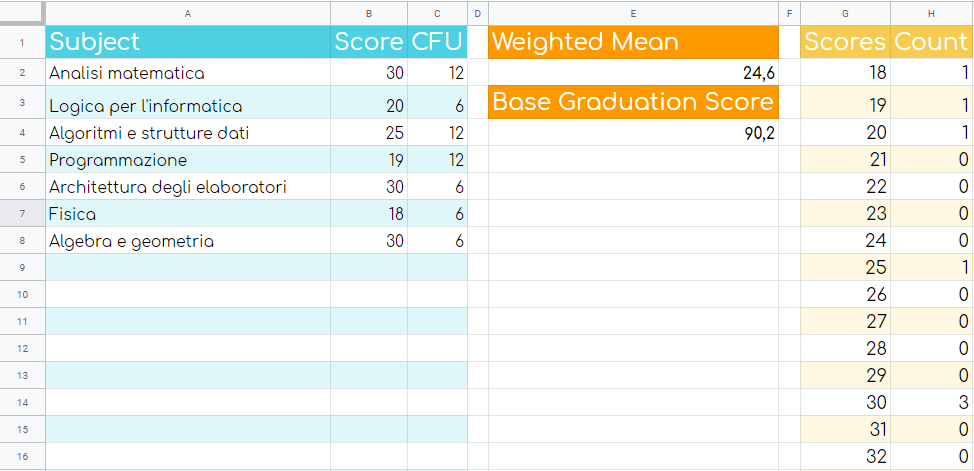 A B C D E F G H
1 Subject Score CFU Weighted Mean Scores Count
2 Analisi matematica 30 12 24,6 18 1
3 Logica per l'informatica 20 6 Base Graduation Score 19 1
4 Algoritmi e strutture dati 25 12 90,2 20 1
5 Programmazione 19 12 21 0
6 Architettura degli elaboratori 30 6 22 0
7 Fisica 18 6 23 0
8 Algebra e geometria 30 6 24 0
9 25 1
10 26 0
11 27 0
12 28 0
13 29 0
14 30 3
15 31 0
16 32 0